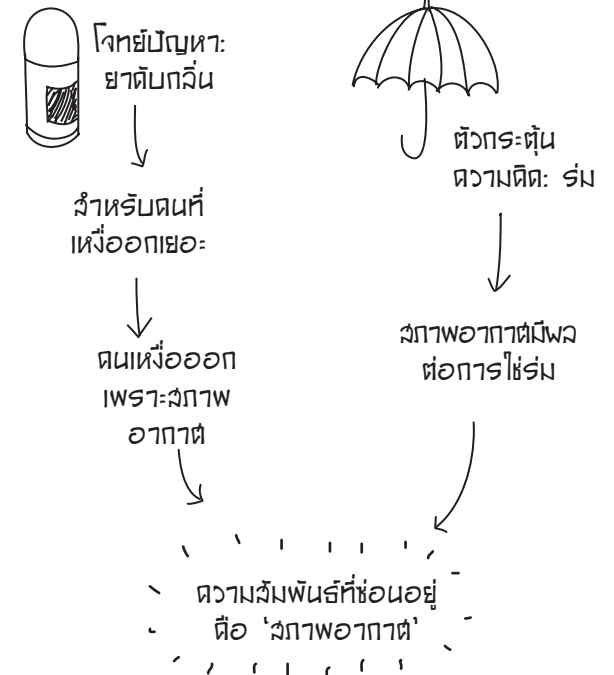 โจทย์ปัญหา:
ยาดับกลิ่น
สำหรับคนที่
เหงื่ออกเยอะ
คนเหงื่อออก
เพราะสภาพ
อากาศ
ตัวกระตุ้น
ความคิด: ร่ม
สภาพอากาศมีผล
ต่อการใช้ร่ม
ความสัมพันธ์ที่ซ่อนอยู่
คือ 'สภาพอากาศ'